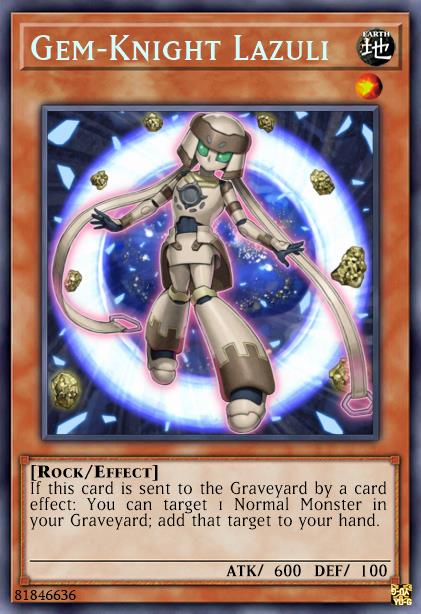 Gem-Knight Lazuli
EARTH
地
[Rock/Effect]
If this card is sent to the Graveyard by a card
effect: You can target 1 Normal Monster in
your Graveyard; add that target to your hand.
ATK/ 600 DEF/ 100
81846636